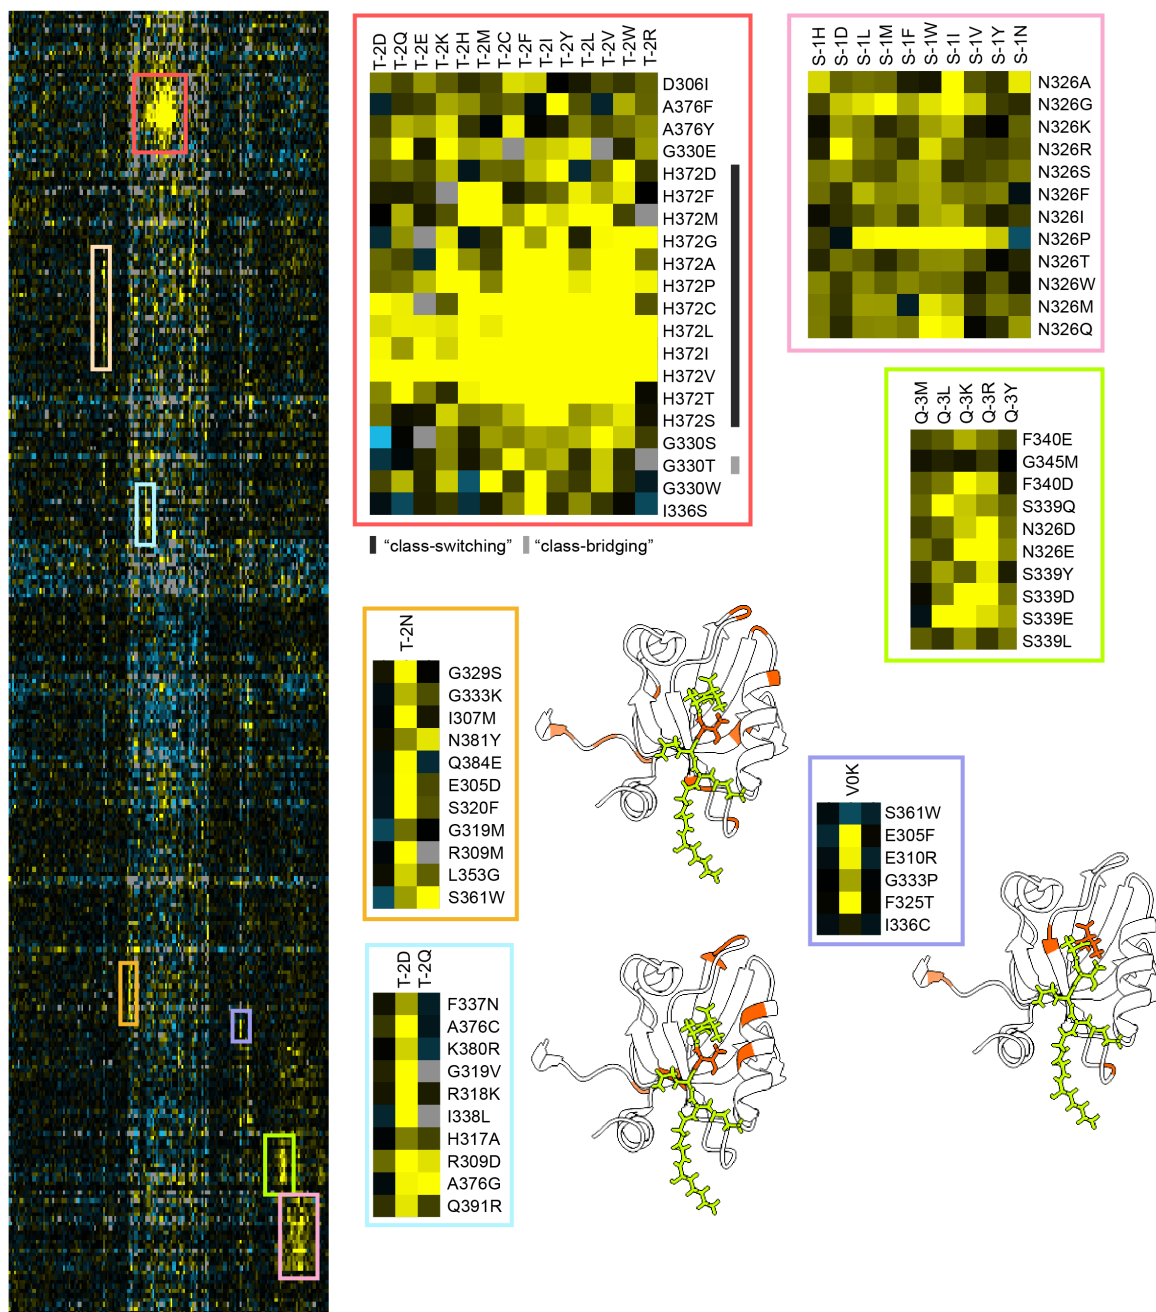 T-2D T-2Q T-2E T-2K T-2H T-2M T-2C T-2F T-2I T-2Y T-2L T-2V T-2W T-2R
D306I
A376F
A376Y
G330E
H372D
H372F
H372M
H372G
H372A
H372P
H372C
H372L
H372I
H372V
H372T
H372S
G330S
G330T
G330W
I336S
"class-switching" "class-bridging"
S-1H S-1D S-1L S-1M S-1F S-1W S-1I S-1V S-1Y S-1N
N326A
N326G
N326K
N326R
N326S
N326F
N326I
N326P
N326T
N326W
N326M
N326Q
Q-3M Q-3L Q-3K Q-3R Q-3Y
F340E
G345M
F340D
S339Q
N326D
N326E
S339Y
S339D
S339E
S339L
T-2N
G329S
G333K
I307M
N381Y
Q384E
E305D
S320F
G319M
R309M
L353G
S361W
V0K
S361W
E305F
E310R
G333P
F325T
I336C
T-2D T-2Q
F337N
A376C
K380R
G319V
R318K
I338L
H317A
R309D
A376G
Q391R